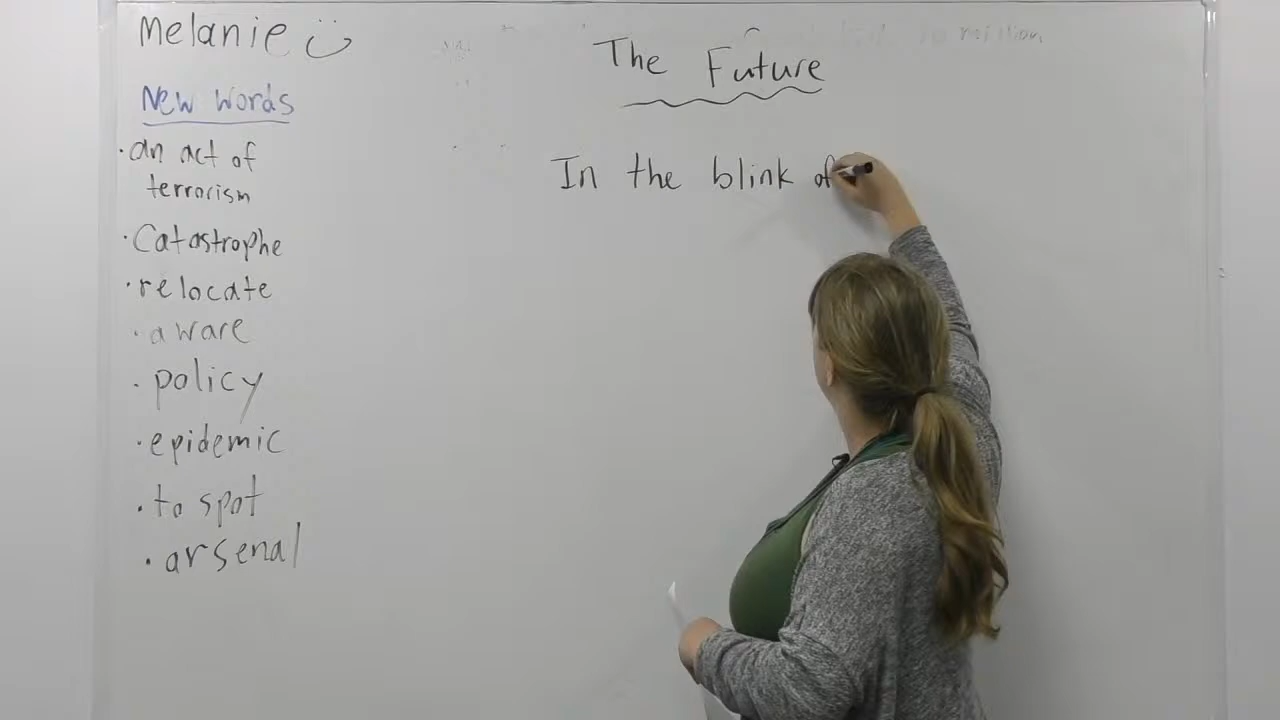 Melanie
New Words
·an act of
terrorism
·Catastrophe
·relocate
·aware
·policy
·epidemic
·to spot
·arsenal
The Future
In the blink of
million